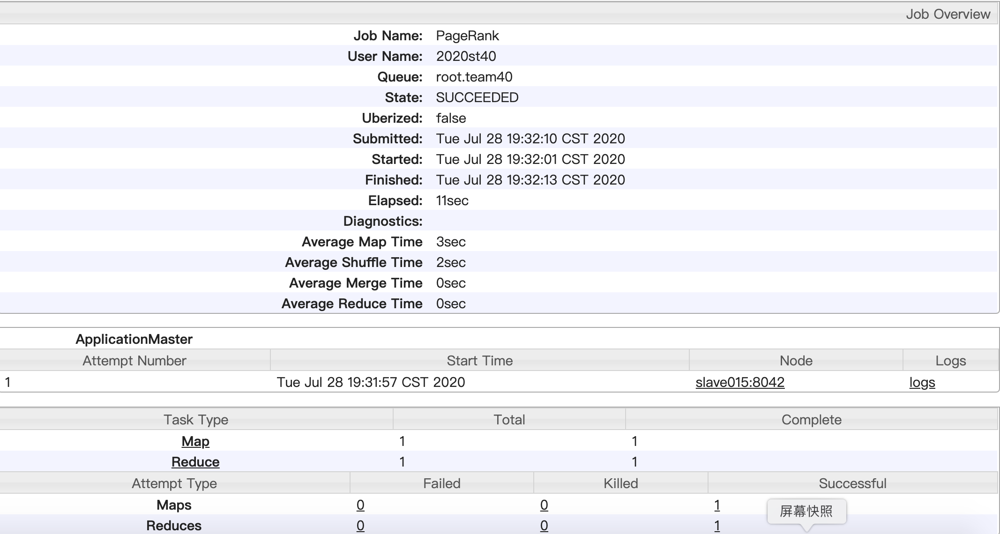 Job Overview
Job Name: PageRank
User Name: 2020st40
Queue: root.team40
State: SUCCEEDED
Uberized: false
Submitted: Tue Jul 28 19:32:10 CST 2020
Started: Tue Jul 28 19:32:01 CST 2020
Finished: Tue Jul 28 19:32:13 CST 2020
Elapsed: 11sec
Diagnostics:
Average Map Time 3sec
Average Shuffle Time 2sec
Average Merge Time 0sec
Average Reduce Time 0sec
ApplicationMaster
Attempt Number Start Time Node Logs
1 Tue Jul 28 19:31:57 CST 2020 slave015:8042 logs
Task Type Total Complete
Map 1 1
Reduce 1 1
Attempt Type Failed Killed Successful
Maps 0 0 1
屏幕快照
Reduces 0 0 1